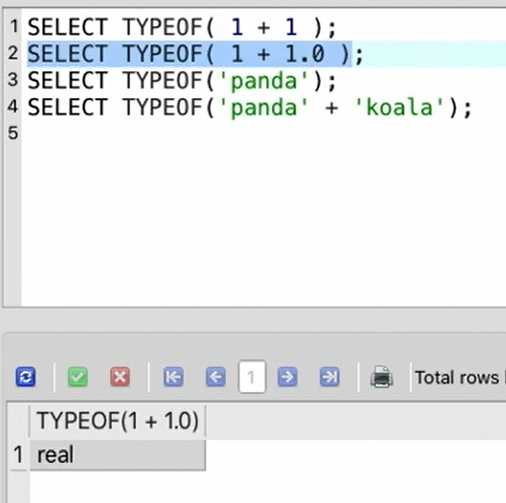 1 SELECT TYPEOF( 1 + 1 );
2 SELECT TYPEOF( 1 + 1.0 );
3 SELECT TYPEOF('panda');
4 SELECT TYPEOF('panda' + 'koala');
5
1 Total rows
TYPEOF(1 + 1.0)
1 real